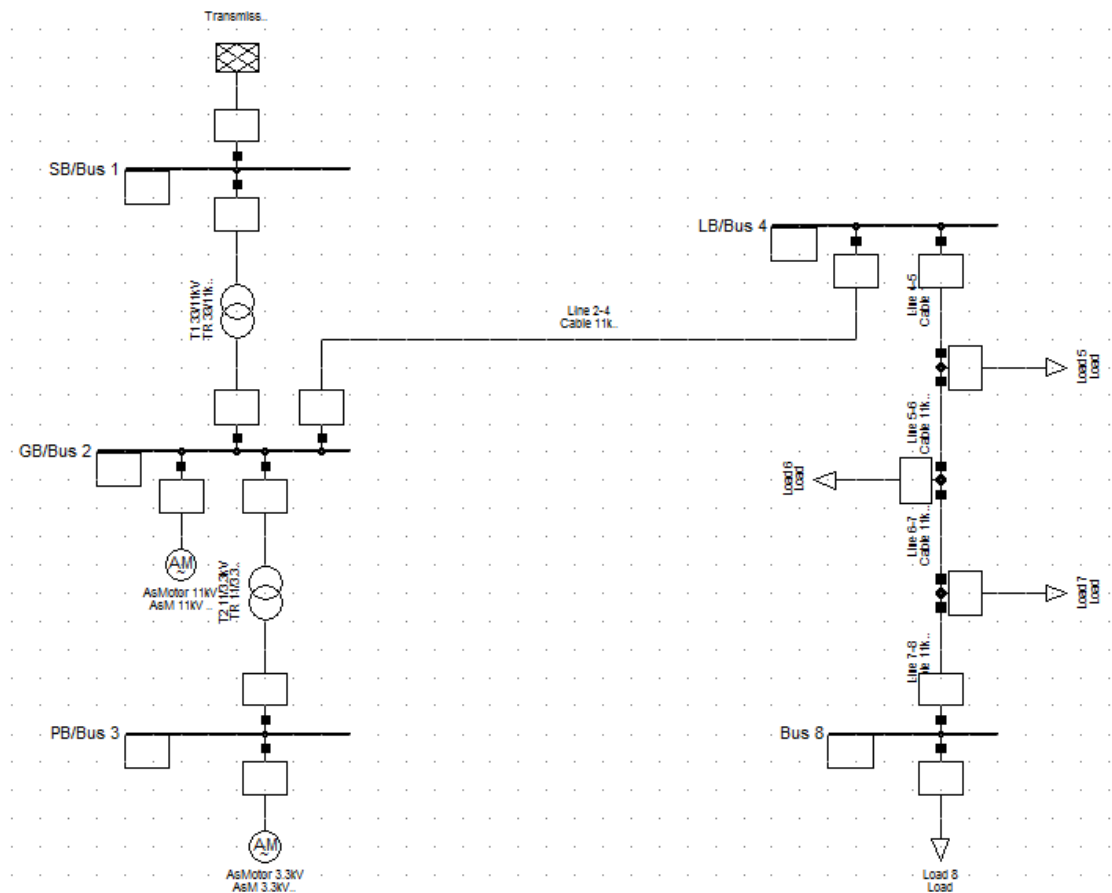 Transmiss..
SB/Bus 1
T1 33/11kV
TR 33/11k..
LB/Bus 4
Line 2-4
Cable 11k..
Line 4-5
Cable
Load 5
Load
Line 5-6
Cable 11k..
GB/Bus 2
Load 6
Load
Line 6-7
Cable 11k..
AM
~
AsMotor 11kV
AsM 11kV ..
T2 11/3.3kV
TR 11/3.3..
Load 7
Load
Line 7-8
11k..
PB/Bus 3
Bus 8
AM
~
AsMotor 3.3kV
AsM 3.3kV..
Load 8
Load